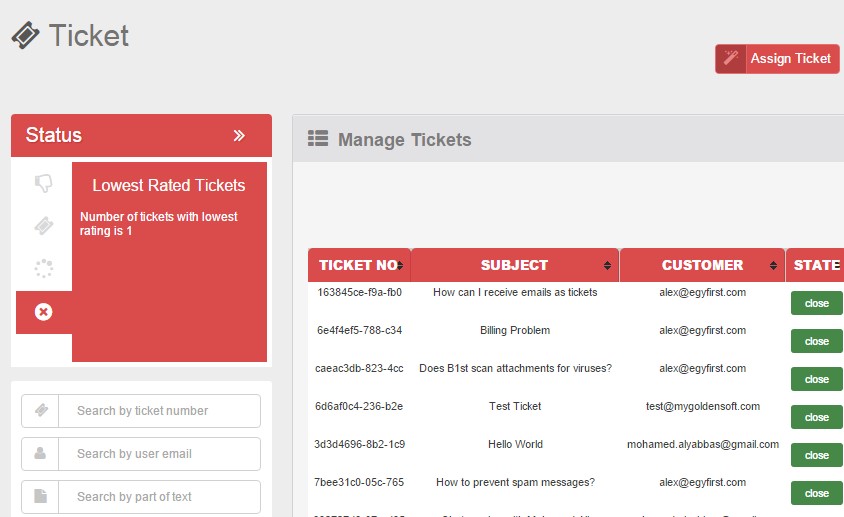 Ticket
Assign Ticket
Status
Lowest Rated Tickets
Number of tickets with lowest
rating is 1
Search by ticket number
Search by user email
Search by part of text
Manage Tickets
TICKET NO SUBJECT CUSTOMER STATE
163845ce-f9a-fb0 How can I receive emails as tickets alex@egyfirst.com close
6e4f4ef5-788-c34 Billing Problem alex@egyfirst.com close
caeac3db-823-4cc Does B1st scan attachments for viruses? alex@egyfirst.com close
6d6af0c4-236-b2e Test Ticket test@mygoldensoft.com close
3d3d4696-8b2-1c9 Hello World mohamed.alyabbas@gmail.com close
7bee31c0-05c-765 How to prevent spam messages? alex@egyfirst.com close